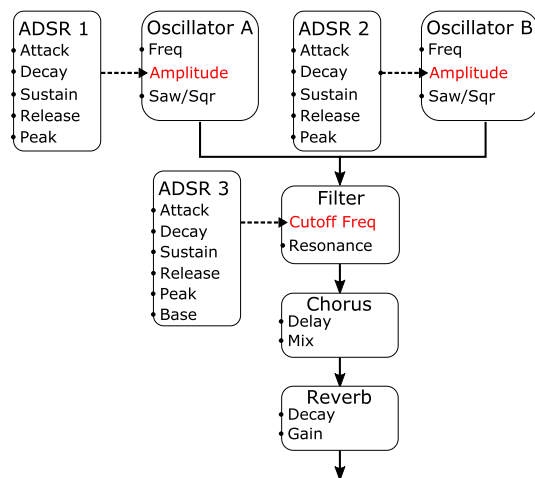 ADSR 1
Attack
Decay
Sustain
Release
Peak
Oscillator A
Freq
Amplitude
Saw/Sqr
ADSR 2
Attack
Decay
Sustain
Release
Peak
Oscillator B
Freq
Amplitude
Saw/Sqr
ADSR 3
Attack
Decay
Sustain
Release
Peak
Base
Filter
Cutoff Freq
Resonance
Chorus
Delay
Mix
Reverb
Decay
Gain